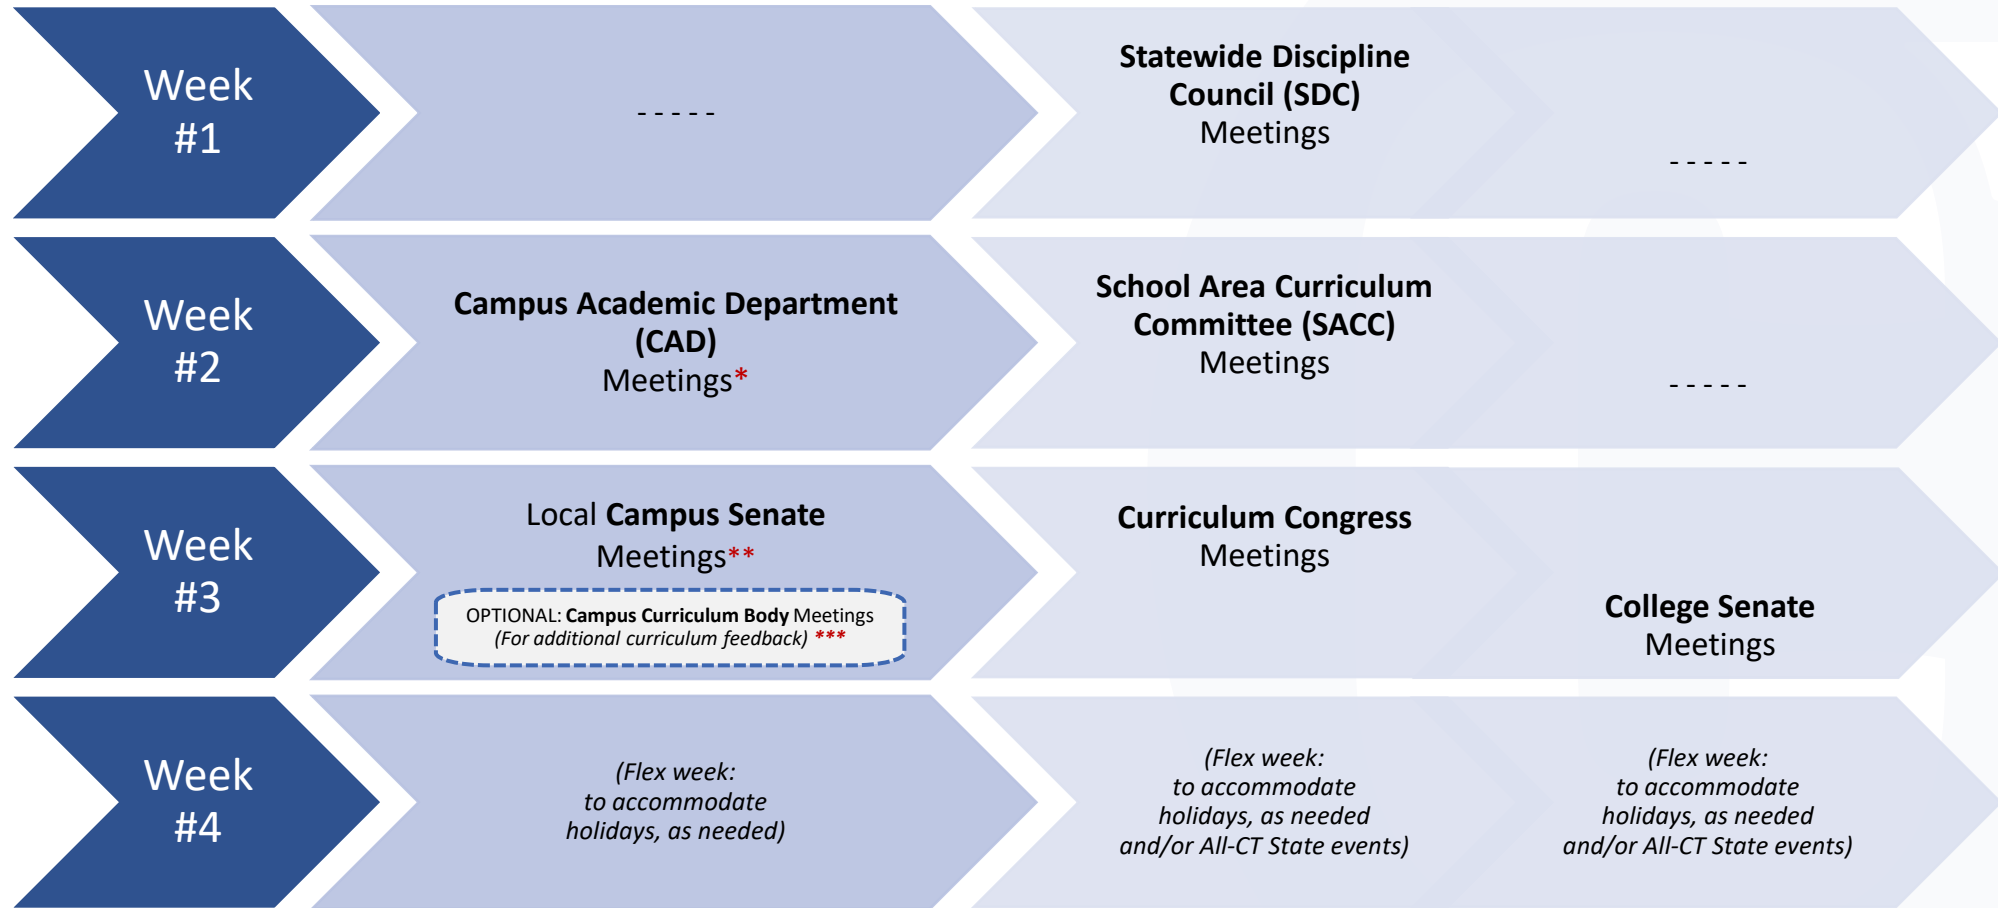 Week
#1
- - - - -
Statewide Discipline
Council (SDC)
Meetings
- - - - -
Week
#2
Campus Academic Department
(CAD)
Meetings*
School Area Curriculum
Committee (SACC)
Meetings
- - - - -
Week
#3
Local Campus Senate
Meetings**
OPTIONAL: Campus Curriculum Body Meetings
(For additional curriculum feedback) ***
Curriculum Congress
Meetings
College Senate
Meetings
Week
#4
(Flex week:
to accommodate
holidays, as needed)
(Flex week:
to accommodate
holidays, as needed
and/or All-CT State events)
(Flex week:
to accommodate
holidays, as needed
and/or All-CT State events)